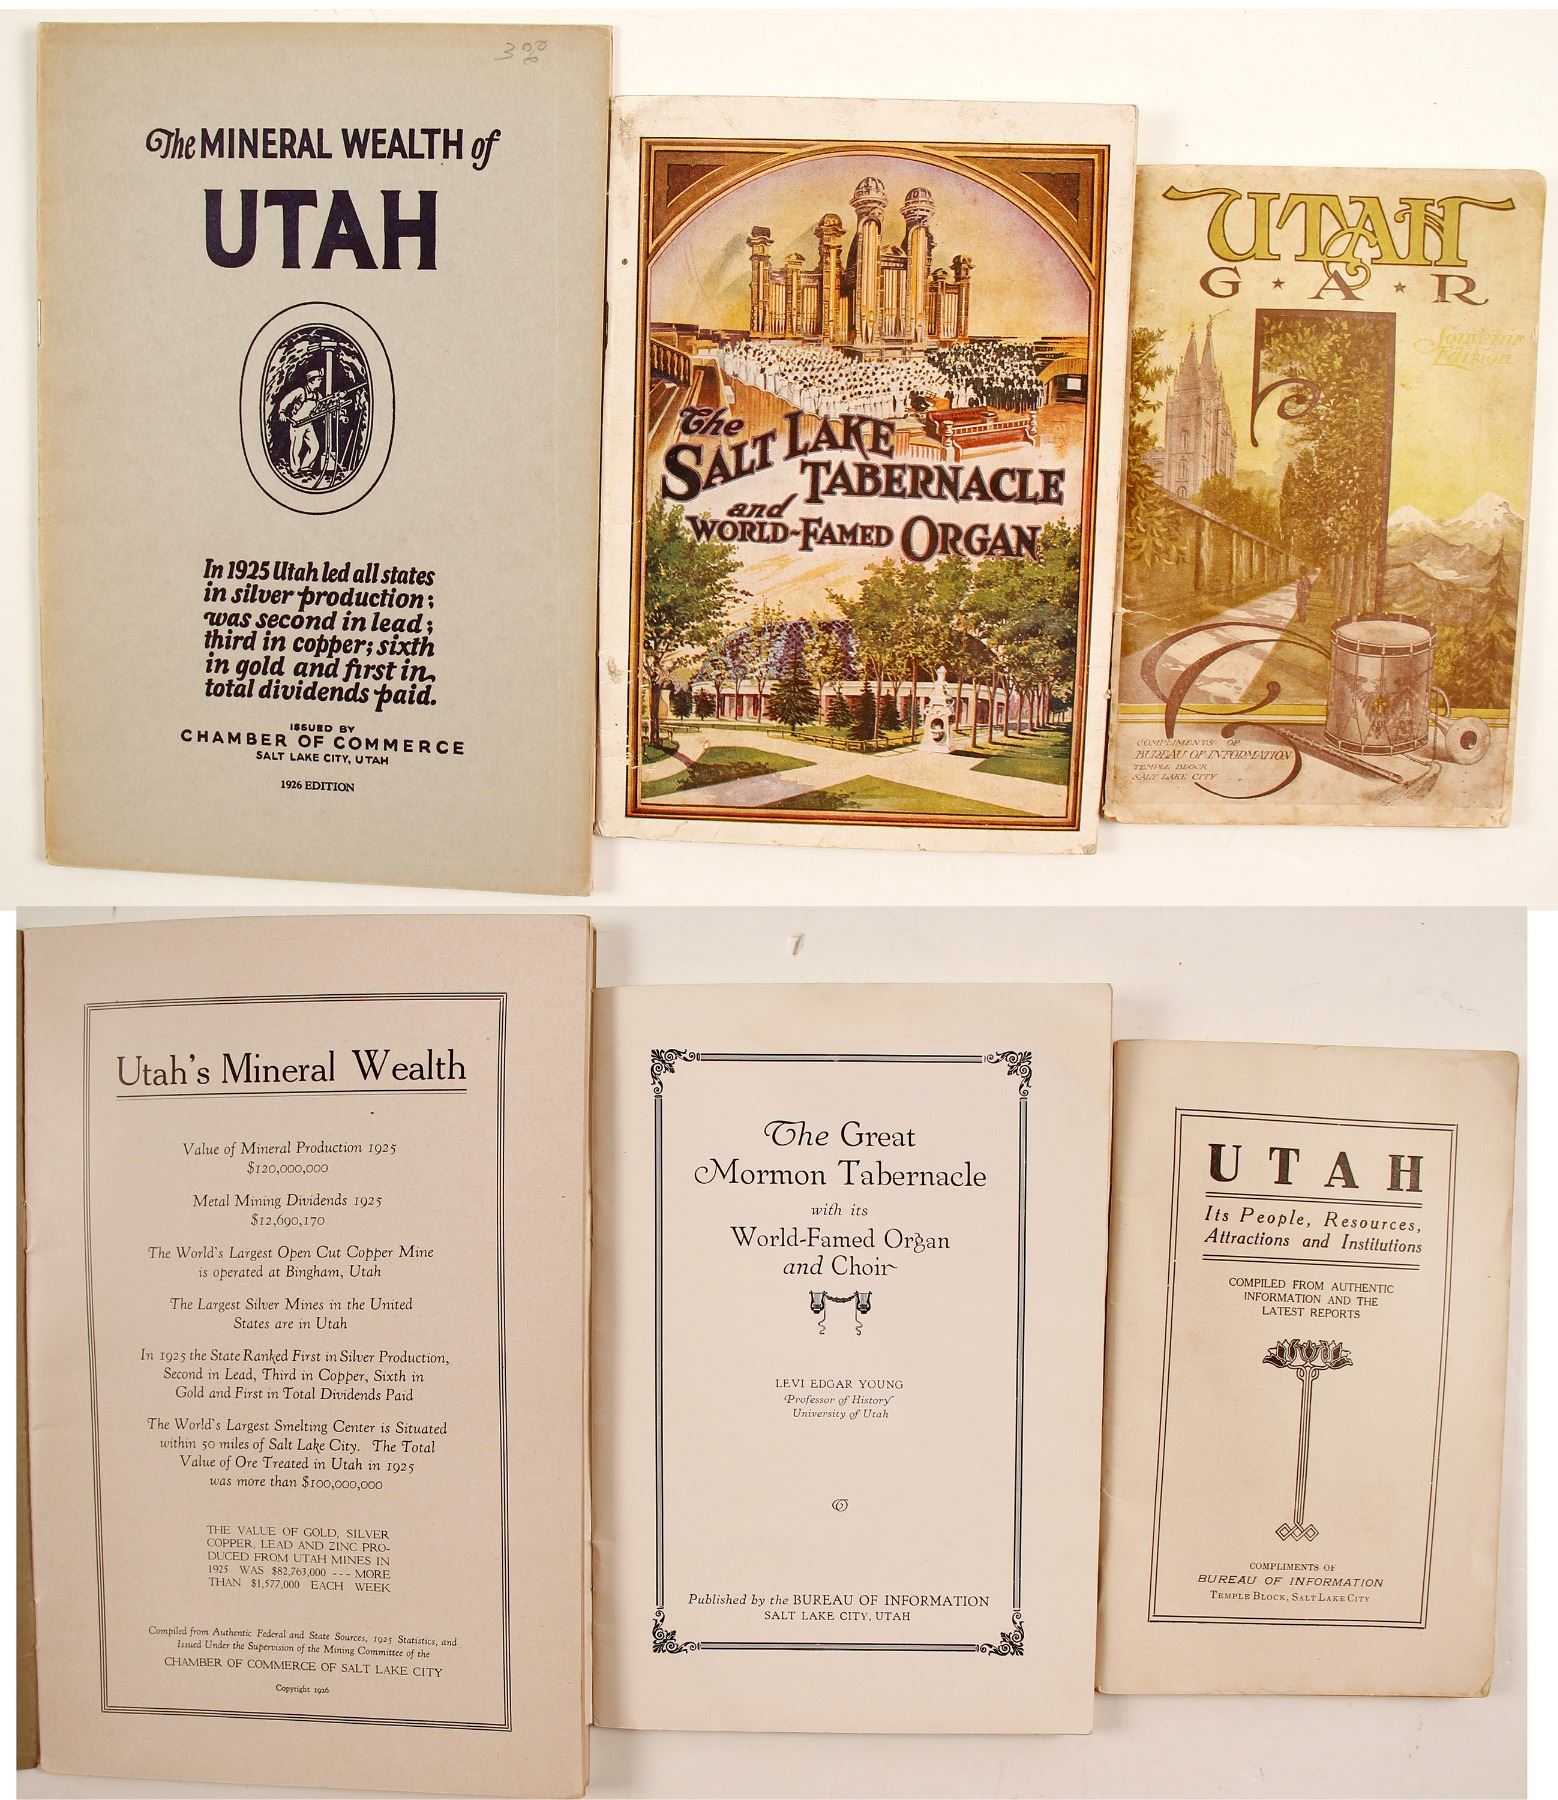 The MINERAL WEALTH of
UTAH
In 1925 Utah led all states
in silver production;
was second in lead;
third in copper; sixth
in gold and first in
total dividends paid.
ISSUED BY
CHAMBER OF COMMERCE
SALT LAKE CITY, UTAH
1926 EDITION
The
SALT LAKE
TABERNACLE
and
WORLD-FAMED ORGAN
UTAH
G ★ A ★ R
Souvenir
Edition
COMPLIMENTS OF
BUREAU OF INFORMATION
TEMPLE BLOCK
SALT LAKE CITY
Utah's Mineral Wealth
Value of Mineral Production 1925
$120,000,000
Metal Mining Dividends 1925
$12,690,170
The World's Largest Open Cut Copper Mine
is operated at Bingham, Utah
The Largest Silver Mines in the United
States are in Utah
In 1925 the State Ranked First in Silver Production,
Second in Lead, Third in Copper, Sixth in
Gold and First in Total Dividends Paid
The World's Largest Smelting Center is Situated
within 50 miles of Salt Lake City. The Total
Value of Ore Treated in Utah in 1925
was more than $100,000,000
THE VALUE OF GOLD, SILVER
COPPER, LEAD AND ZINC PRO-
DUCED FROM UTAH MINES IN
1925 WAS $82,763,000 --- MORE
THAN $1,577,000 EACH WEEK
Compiled from Authentic Federal and State Sources, 1925 Statistics, and
Issued Under the Supervision of the Mining Committee of the
CHAMBER OF COMMERCE OF SALT LAKE CITY
Copyright 1926
The Great
Mormon Tabernacle
with its
World-Famed Organ
and Choir
LEVI EDGAR YOUNG
Professor of History
University of Utah
Published by the BUREAU OF INFORMATION
SALT LAKE CITY, UTAH
UTAH
Its People, Resources,
Attractions and Institutions
COMPILED FROM AUTHENTIC
INFORMATION AND THE
LATEST REPORTS
COMPLIMENTS OF
BUREAU OF INFORMATION
TEMPLE BLOCK, SALT LAKE CITY